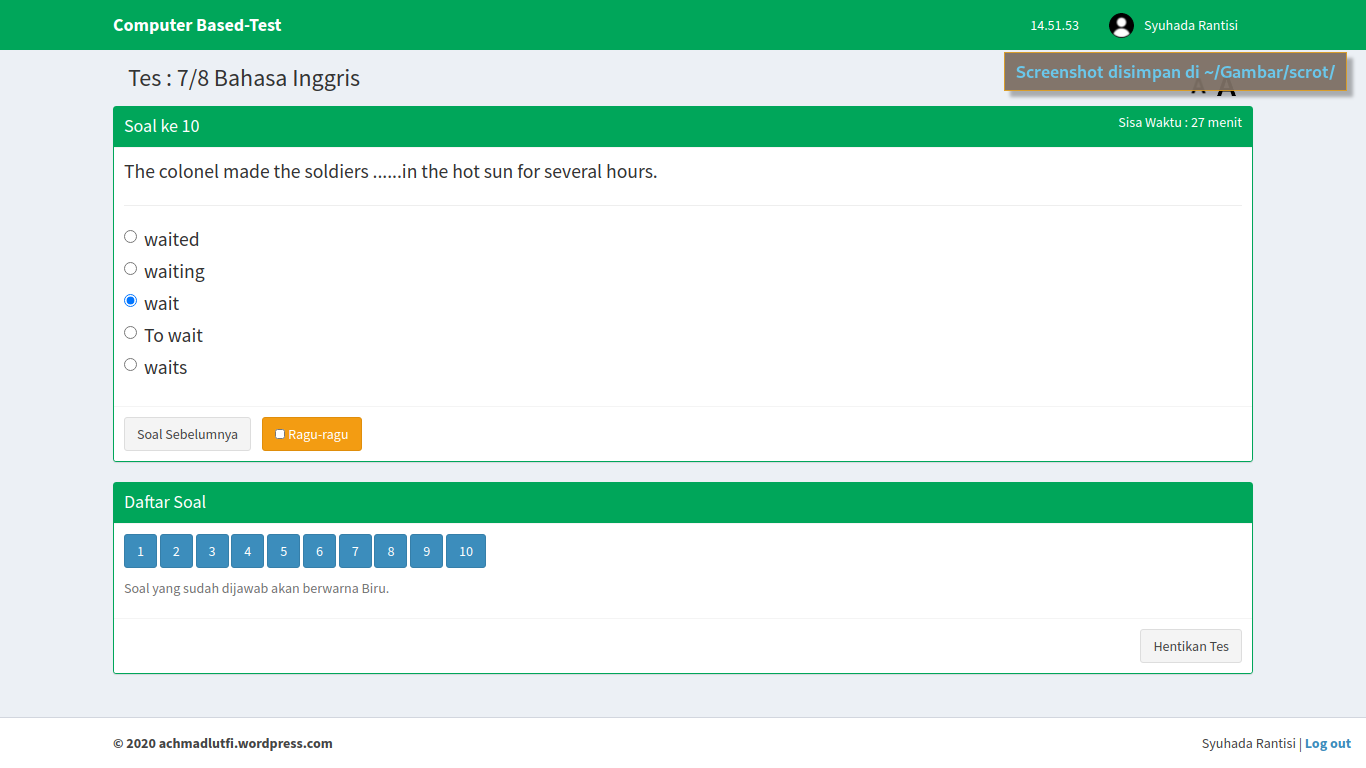 Computer Based-Test
14.51.53
Syuhada Rantisi
Tes : 7/8 Bahasa Inggris
Screenshot disimpan di ~/Gambar/scrot/
A A
Soal ke 10
Sisa Waktu : 27 menit
The colonel made the soldiers ......in the hot sun for several hours.
waited
waiting
wait
To wait
waits
Soal Sebelumnya
Ragu-ragu
Daftar Soal
1 2 3 4 5 6 7 8 9 10
Soal yang sudah dijawab akan berwarna Biru.
Hentikan Tes
© 2020 achmadlutfi.wordpress.com
Syuhada Rantisi | Log out